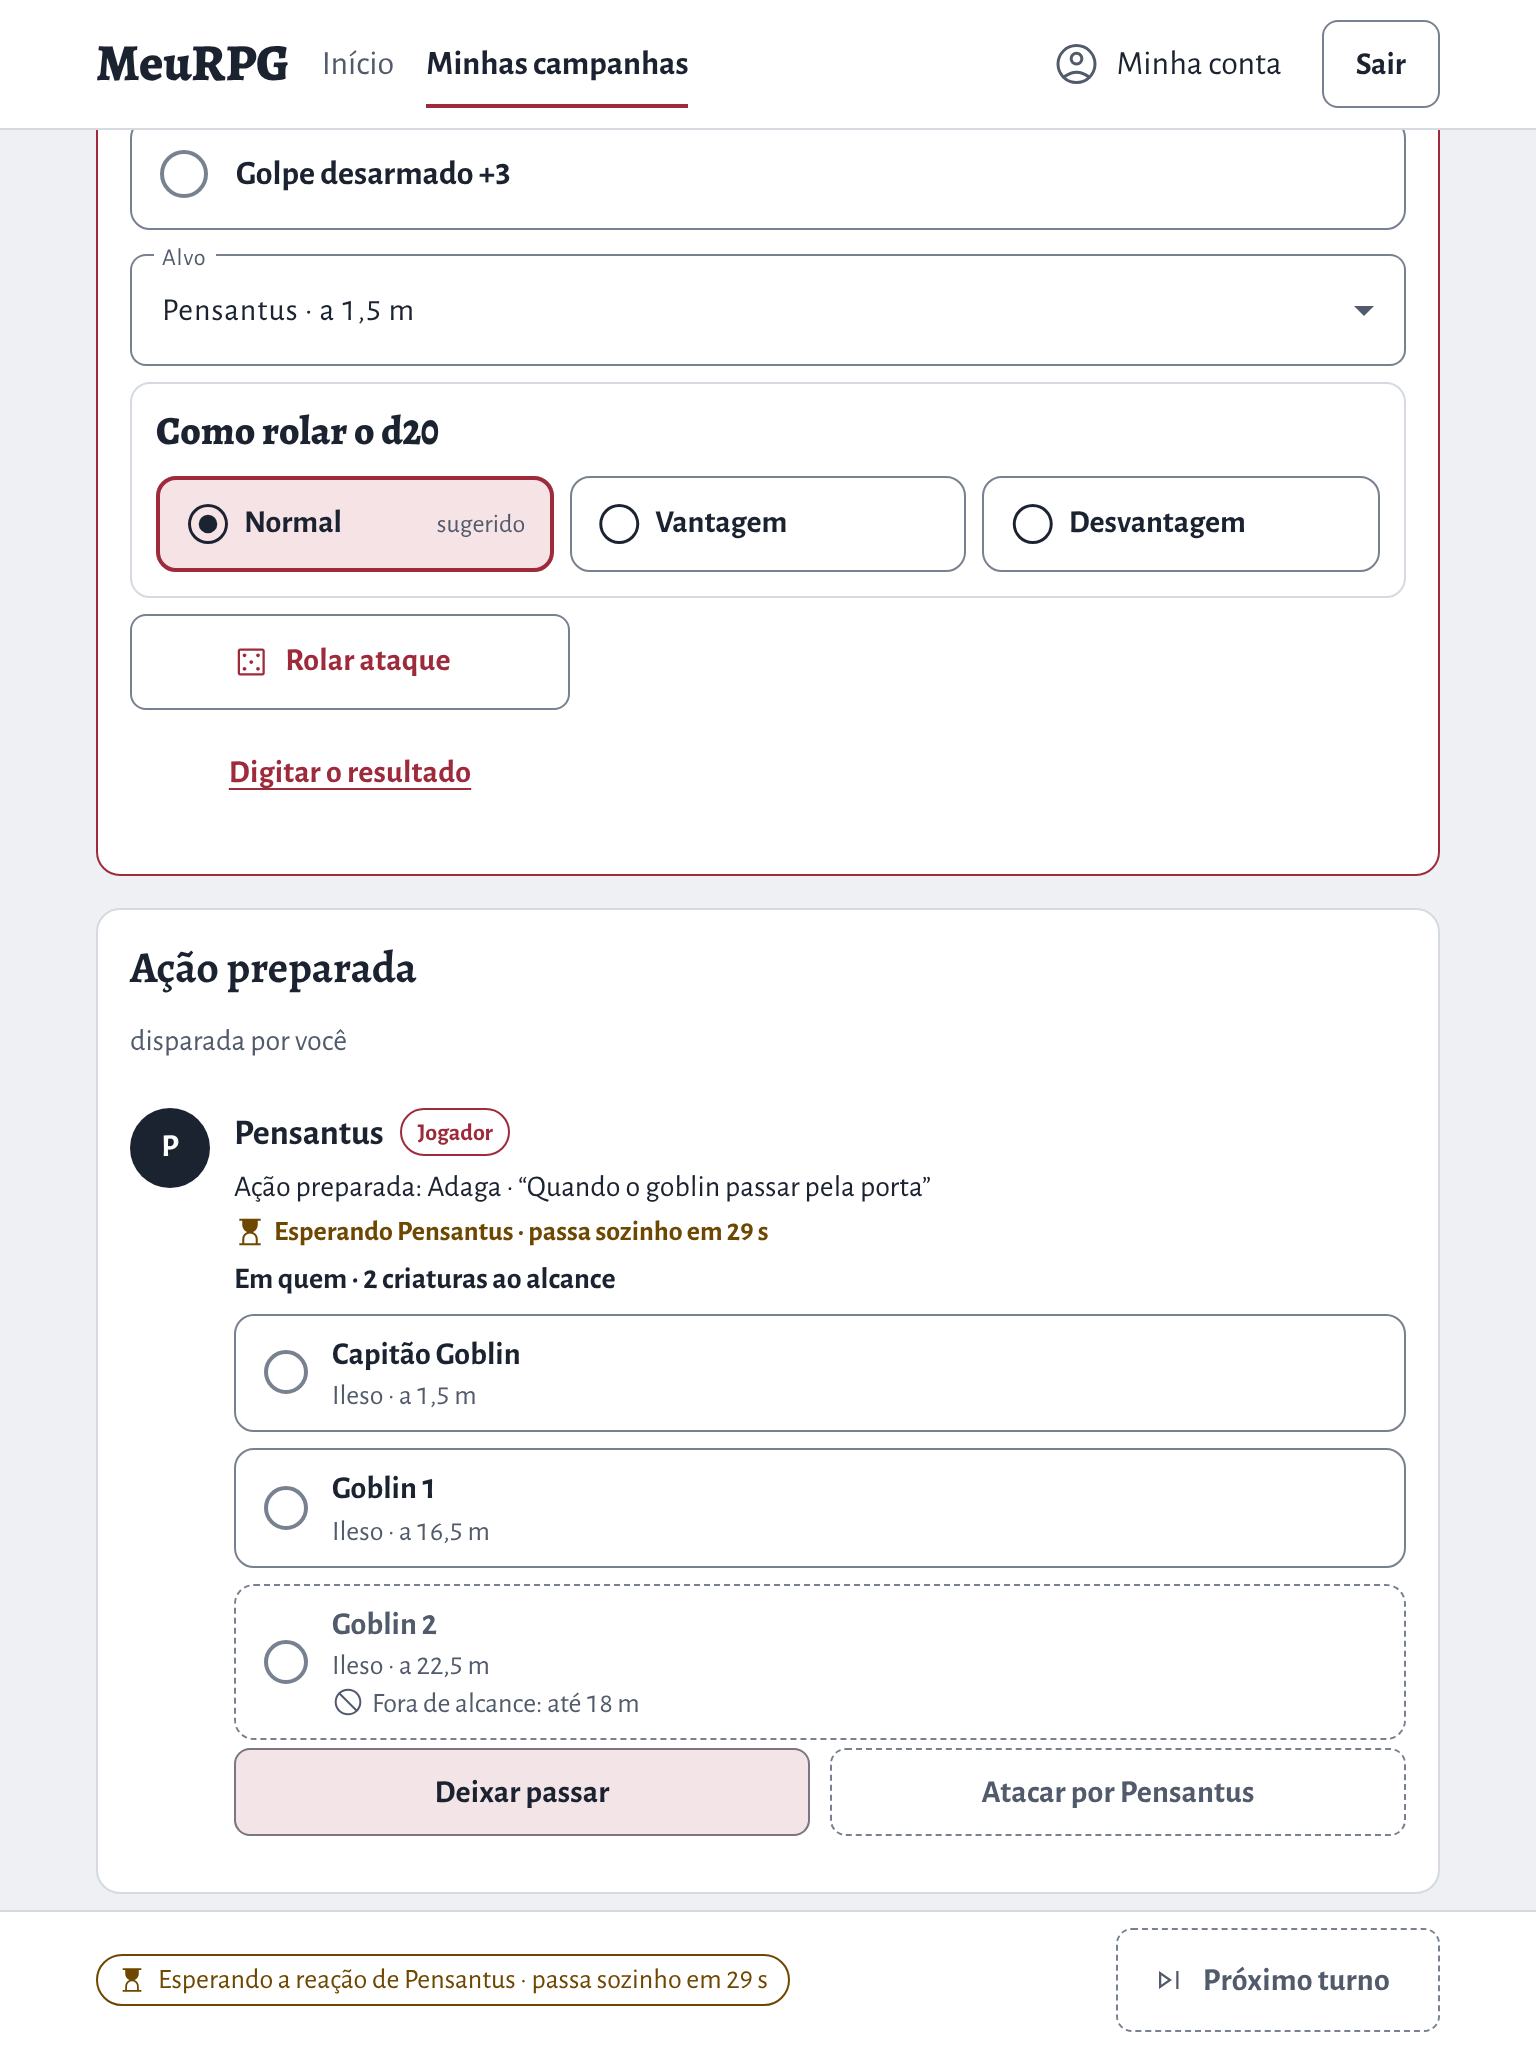 MeuRPG Início Minhas campanhas Minha conta Sair
Golpe desarmado +3
Alvo
Pensantus · a 1,5 m
Como rolar o d20
Normal sugerido Vantagem Desvantagem
Rolar ataque
Digitar o resultado
Ação preparada
disparada por você
P Pensantus Jogador
Ação preparada: Adaga · “Quando o goblin passar pela porta”
Esperando Pensantus · passa sozinho em 29 s
Em quem · 2 criaturas ao alcance
Capitão Goblin
Ileso · a 1,5 m
Goblin 1
Ileso · a 16,5 m
Goblin 2
Ileso · a 22,5 m
Fora de alcance: até 18 m
Deixar passar Atacar por Pensantus
Esperando a reação de Pensantus · passa sozinho em 29 s Próximo turno